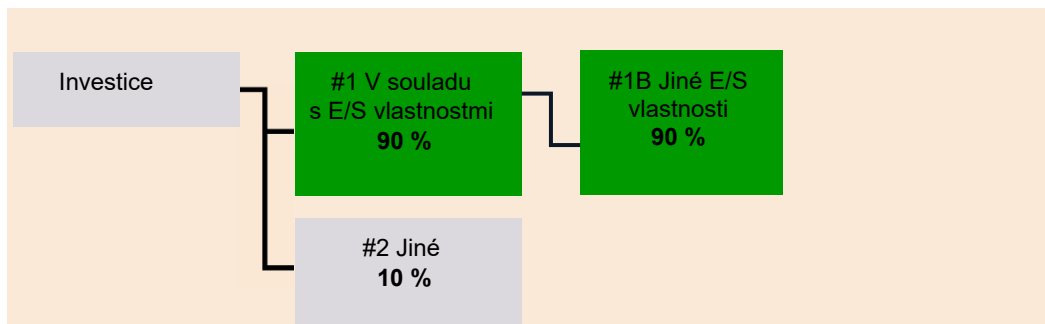 Investice
#1 V souladu
s E/S vlastnostmi
90 %
#1B Jiné E/S
vlastnosti
90 %
#2 Jiné
10 %